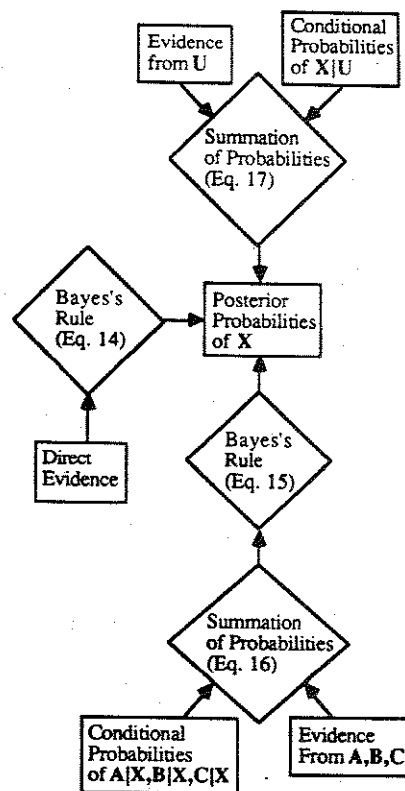 Evidence
from U
Conditional
Probabilities
of X|U
Summation
of Probabilities
(Eq. 17)
Bayes's
Rule
(Eq. 14)
Posterior
Probabilities
of X
Direct
Evidence
Bayes's
Rule
(Eq. 15)
Summation
of Probabilities
(Eq. 16)
Conditional
Probabilities
of A|X,B|X,C|X
Evidence
From A,B,C